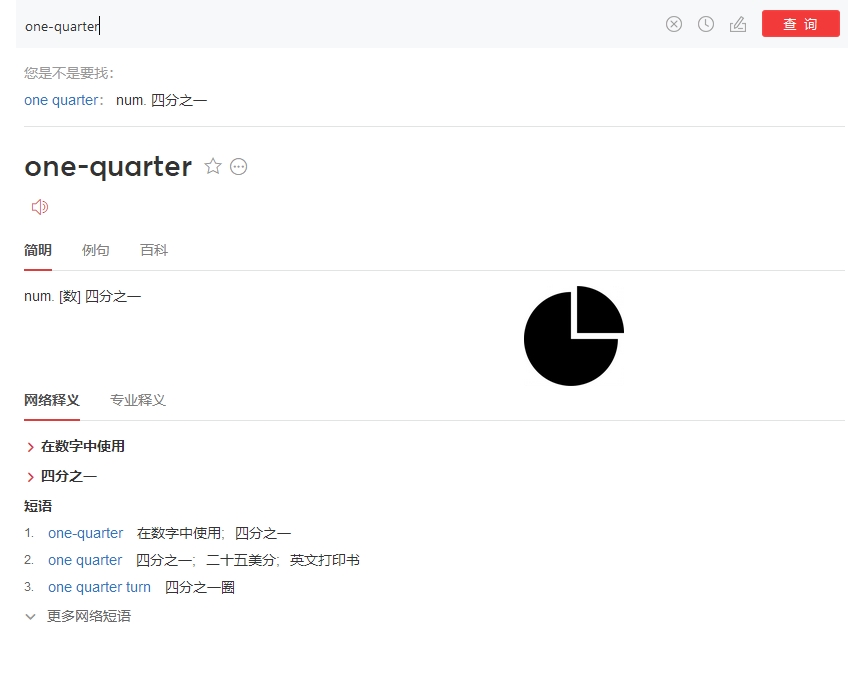 one-quarter
查 询
您是不是要找：
one quarter： num. 四分之一
one-quarter
简明 例句 百科
num. [数] 四分之一
网络释义 专业释义
在数字中使用
四分之一
短语
1. one-quarter 在数字中使用; 四分之一
2. one quarter 四分之一; 二十五美分; 英文打印书
3. one quarter turn 四分之一圈
更多网络短语